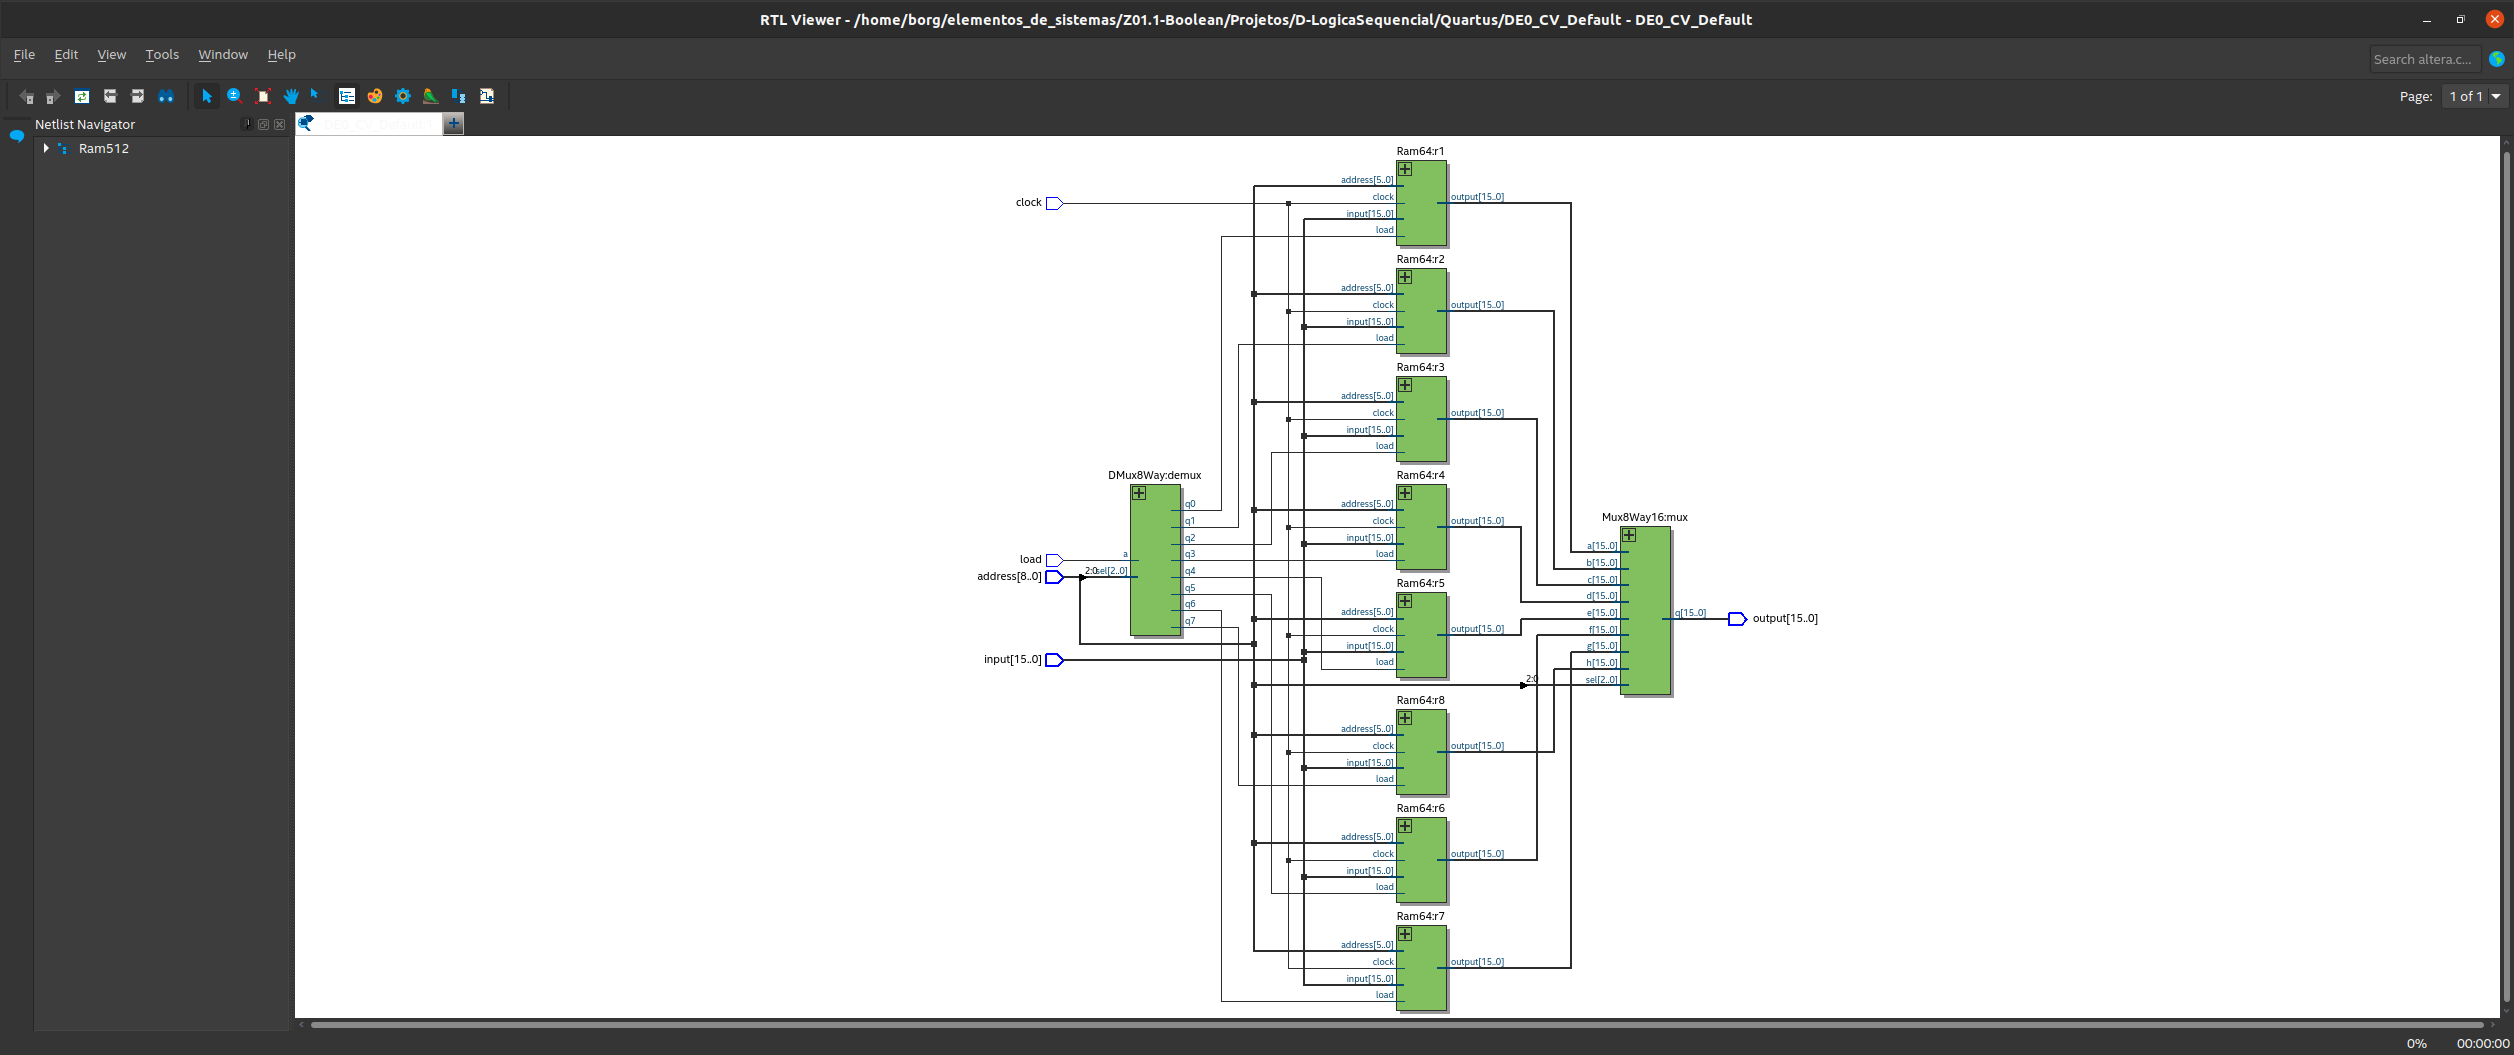 RTL Viewer - /home/borg/elementos_de_sistemas/Z01.1-Boolean/Projetos/D-LogicaSequencial/Quartus/DE0_CV_Default - DE0_CV_Default
File Edit View Tools Window Help
Search altera.c...
Page: 1 of 1
Netlist Navigator
Ram512
Ram64:r1
address[5..0]
clock
input[15..0]
load
output[15..0]
clock
Ram64:r2
address[5..0]
clock
input[15..0]
load
output[15..0]
Ram64:r3
address[5..0]
clock
input[15..0]
load
output[15..0]
DMux8Way:demux
q0
q1
q2
q3
q4
q5
q6
q7
a
2:0
sel[2..0]
load
address[8..0]
input[15..0]
Ram64:r4
address[5..0]
clock
input[15..0]
load
output[15..0]
Ram64:r5
address[5..0]
clock
input[15..0]
load
output[15..0]
Mux8Way16:mux
a[15..0]
b[15..0]
c[15..0]
d[15..0]
e[15..0]
f[15..0]
g[15..0]
h[15..0]
2:0
sel[2..0]
q[15..0]
output[15..0]
Ram64:r8
address[5..0]
clock
input[15..0]
load
output[15..0]
Ram64:r6
address[5..0]
clock
input[15..0]
load
output[15..0]
Ram64:r7
address[5..0]
clock
input[15..0]
load
output[15..0]
0% 00:00:00